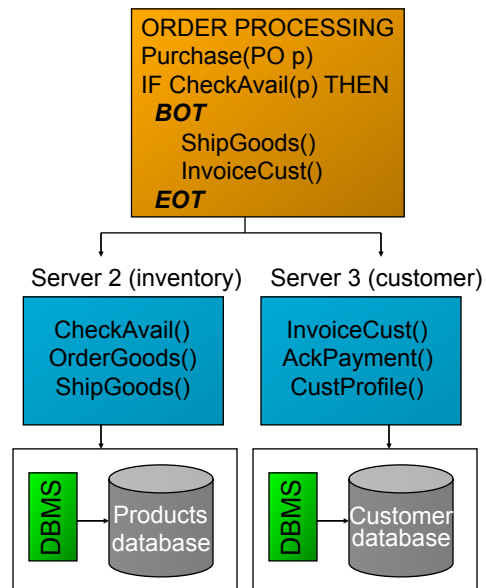 ORDER PROCESSING
Purchase(PO p)
IF CheckAvail(p) THEN
BOT
ShipGoods()
InvoiceCust()
EOT
Server 2 (inventory)
CheckAvail()
OrderGoods()
ShipGoods()
DBMS
Products
database
Server 3 (customer)
InvoiceCust()
AckPayment()
CustProfile()
DBMS
Customer
database